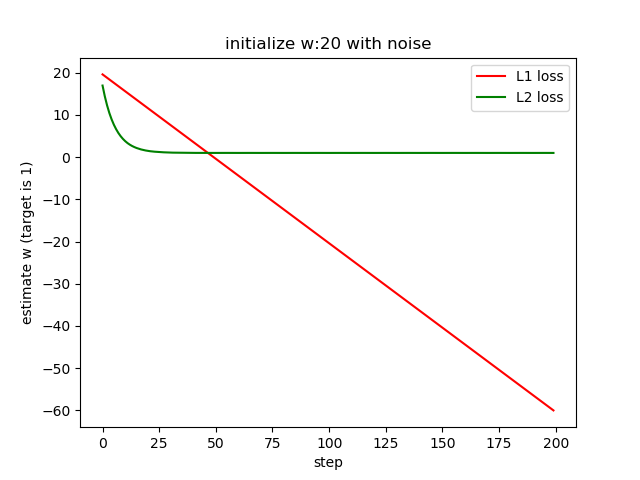 initialize w:20 with noise
L1 loss
L2 loss
estimate w (target is 1)
20
10
0
−10
−20
−30
−40
−50
−60
0 25 50 75 100 125 150 175 200
step